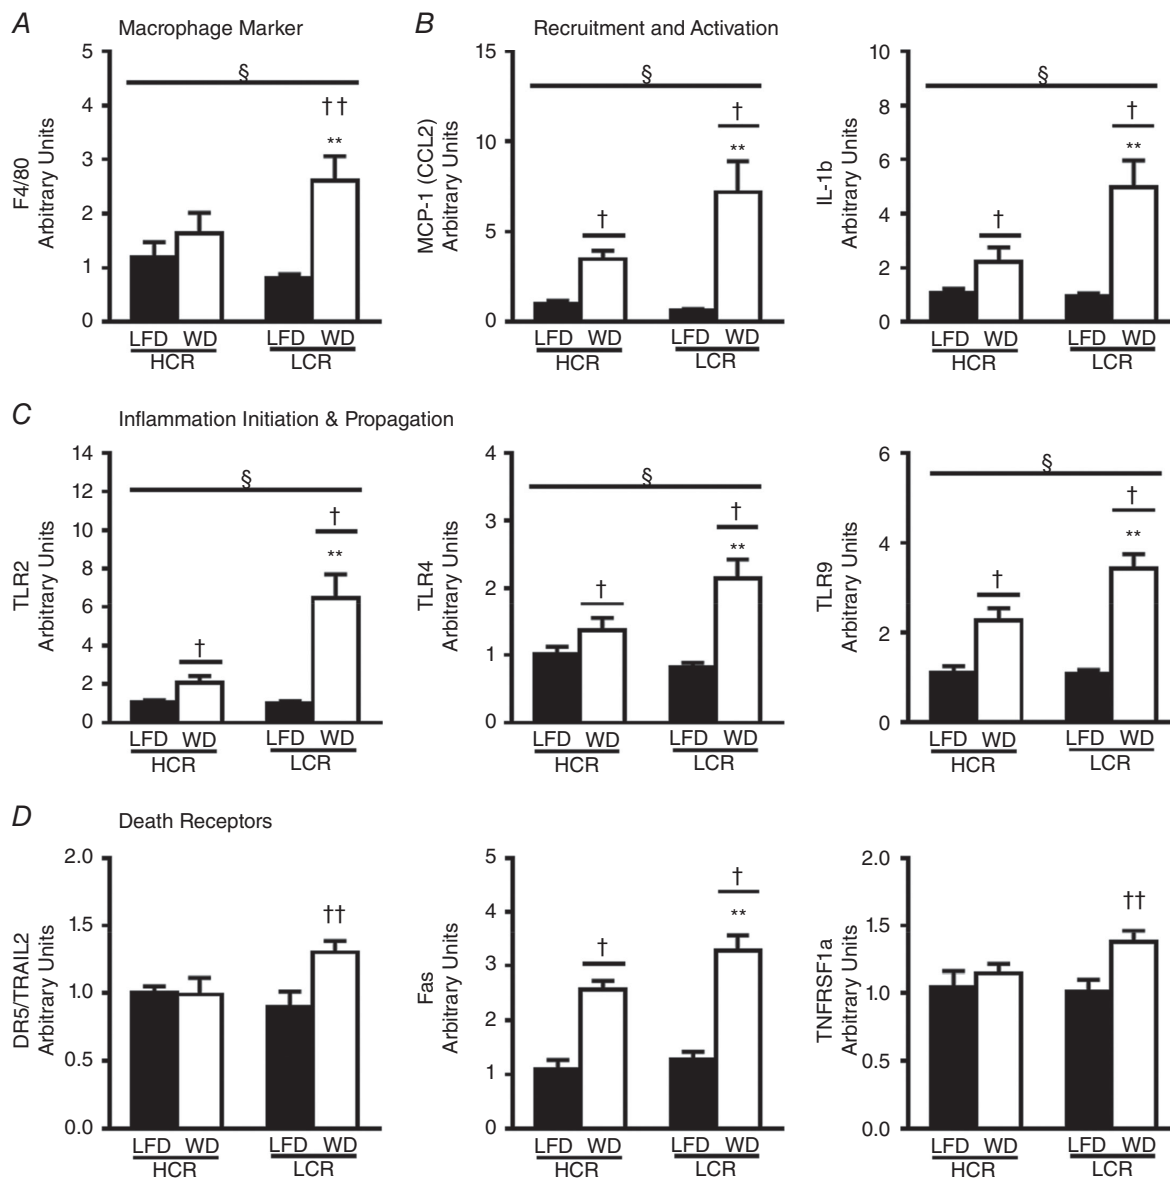 A Macrophage Marker
F4/80
Arbitrary Units
5
4
3
2
1
0
§
††
**
LFD WD LFD WD
HCR LCR
B Recruitment and Activation
MCP-1 (CCL2)
Arbitrary Units
15
10
5
0
§
†
†
**
LFD WD LFD WD
HCR LCR
IL-1b
Arbitrary Units
10
8
6
4
2
0
§
†
†
**
LFD WD LFD WD
HCR LCR
C Inflammation Initiation & Propagation
TLR2
Arbitrary Units
14
12
10
8
6
4
2
0
§
†
†
**
LFD WD LFD WD
HCR LCR
TLR4
Arbitrary Units
4
3
2
1
0
§
†
†
**
LFD WD LFD WD
HCR LCR
TLR9
Arbitrary Units
6
4
2
0
§
†
†
**
LFD WD LFD WD
HCR LCR
D Death Receptors
DR5/TRAIL2
Arbitrary Units
2.0
1.5
1.0
0.5
0.0
††
LFD WD LFD WD
HCR LCR
Fas
Arbitrary Units
5
4
3
2
1
0
†
†
**
LFD WD LFD WD
HCR LCR
TNFRSF1a
Arbitrary Units
2.0
1.5
1.0
0.5
0.0
††
LFD WD LFD WD
HCR LCR